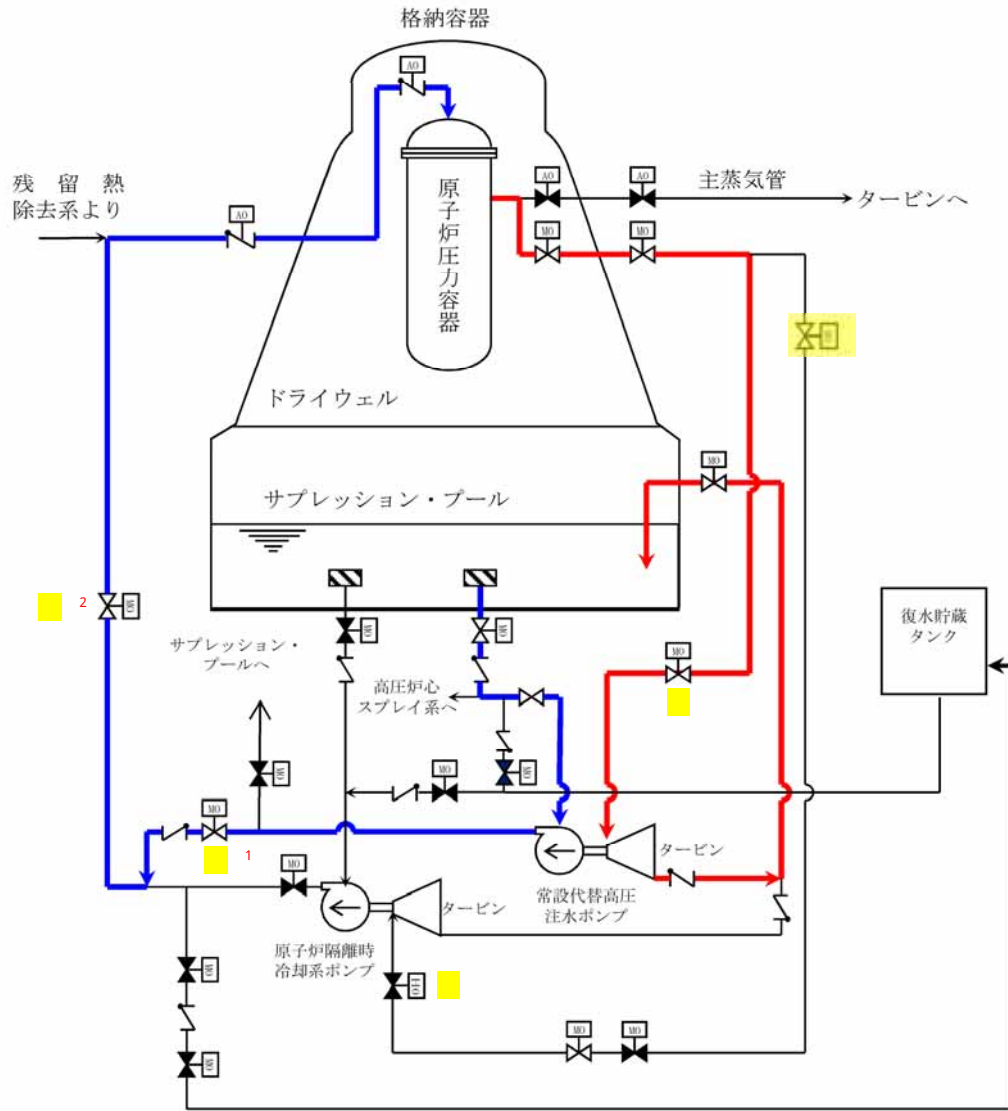 格納容器
AO
残留熱
除去系より
AO
原子炉圧力容器
AO
AO
主蒸気管
タービンへ
MO
MO
ドライウェル
サプレッション・プール
MO
2
MO
MO
MO
サプレッション・
プールへ
高圧炉心
スプレイ系へ
MO
復水貯蔵
タンク
MO
MO
MO
MO
1
タービン
常設代替高圧
注水ポンプ
MO
タービン
原子炉隔離時
冷却系ポンプ
MO
HO
MO
MO
MO